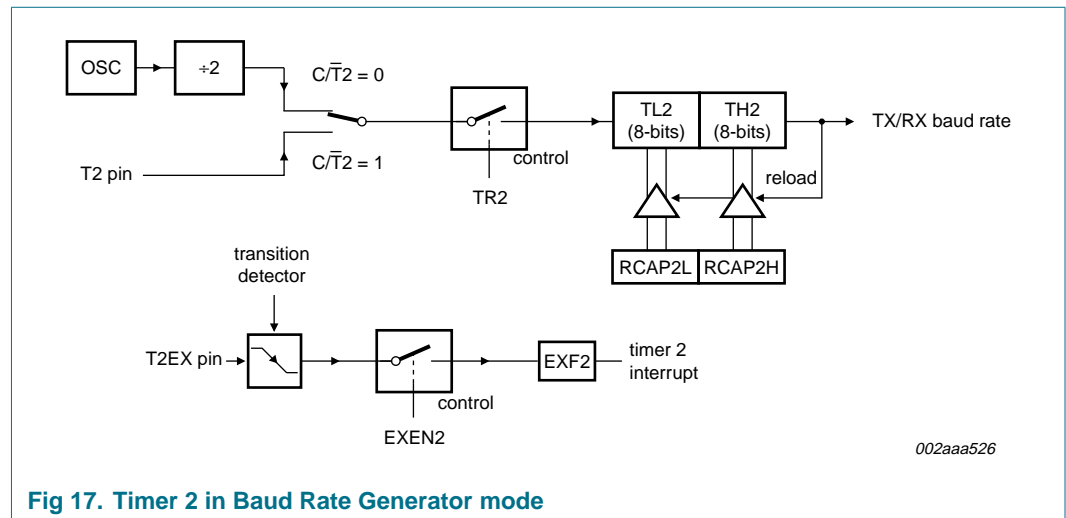 OSC
÷2
C/T̅2 = 0
C/T̅2 = 1
T2 pin
control
TR2
TL2
(8-bits)
TH2
(8-bits)
TX/RX baud rate
reload
RCAP2L
RCAP2H
transition
detector
T2EX pin
control
EXEN2
EXF2
timer 2
interrupt
002aaa526
Fig 17. Timer 2 in Baud Rate Generator mode